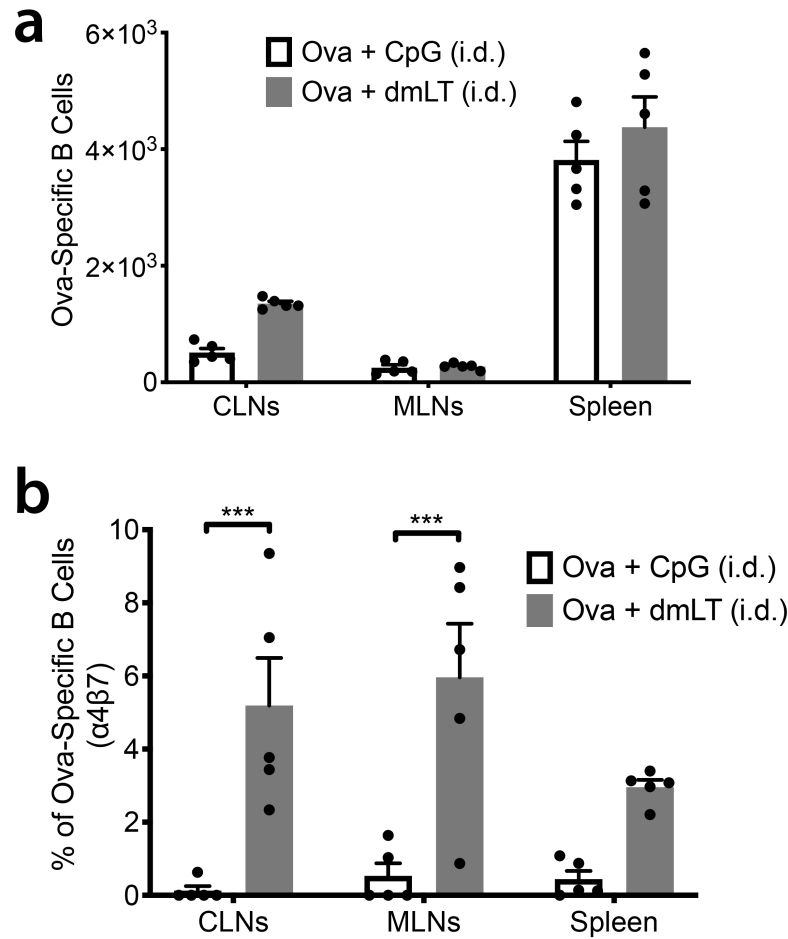 a
Ova-Specific B Cells
6×10³
4×10³
2×10³
0
Ova + CpG (i.d.)
Ova + dmLT (i.d.)
CLNs MLNs Spleen
b
% of Ova-Specific B Cells
(α4β7)
10
8
6
4
2
0
*** ***
Ova + CpG (i.d.)
Ova + dmLT (i.d.)
CLNs MLNs Spleen